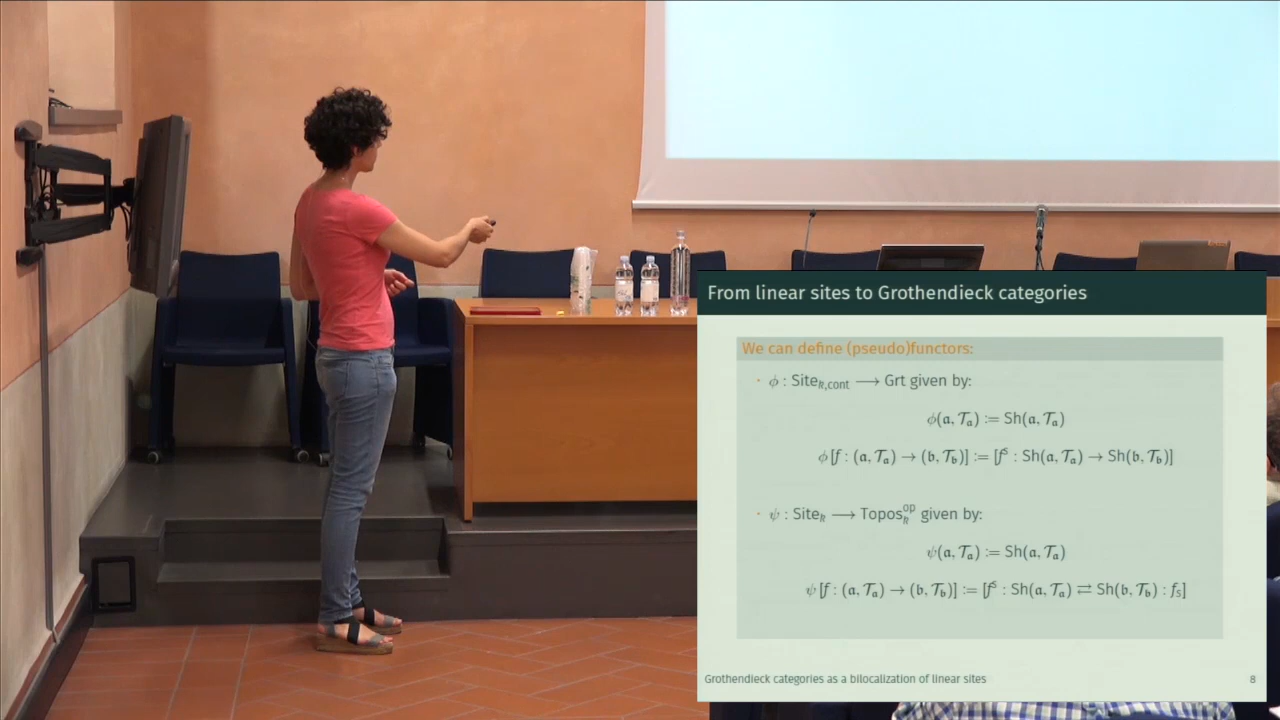 From linear sites to Grothendieck categories
We can define (pseudo)functors:
· ϕ : Site_{k,cont} ⟶ Grt given by:
ϕ(𝔞, 𝒯_𝔞) := Sh(𝔞, 𝒯_𝔞)
ϕ[f : (𝔞, 𝒯_𝔞) → (𝔟, 𝒯_𝔟)] := [f^s : Sh(𝔞, 𝒯_𝔞) → Sh(𝔟, 𝒯_𝔟)]
· ψ : Site_k ⟶ Topos_k^{op} given by:
ψ(𝔞, 𝒯_𝔞) := Sh(𝔞, 𝒯_𝔞)
ψ[f : (𝔞, 𝒯_𝔞) → (𝔟, 𝒯_𝔟)] := [f^s : Sh(𝔞, 𝒯_𝔞) ⇄ Sh(𝔟, 𝒯_𝔟) : f_s]
Grothendieck categories as a bilocalization of linear sites 8